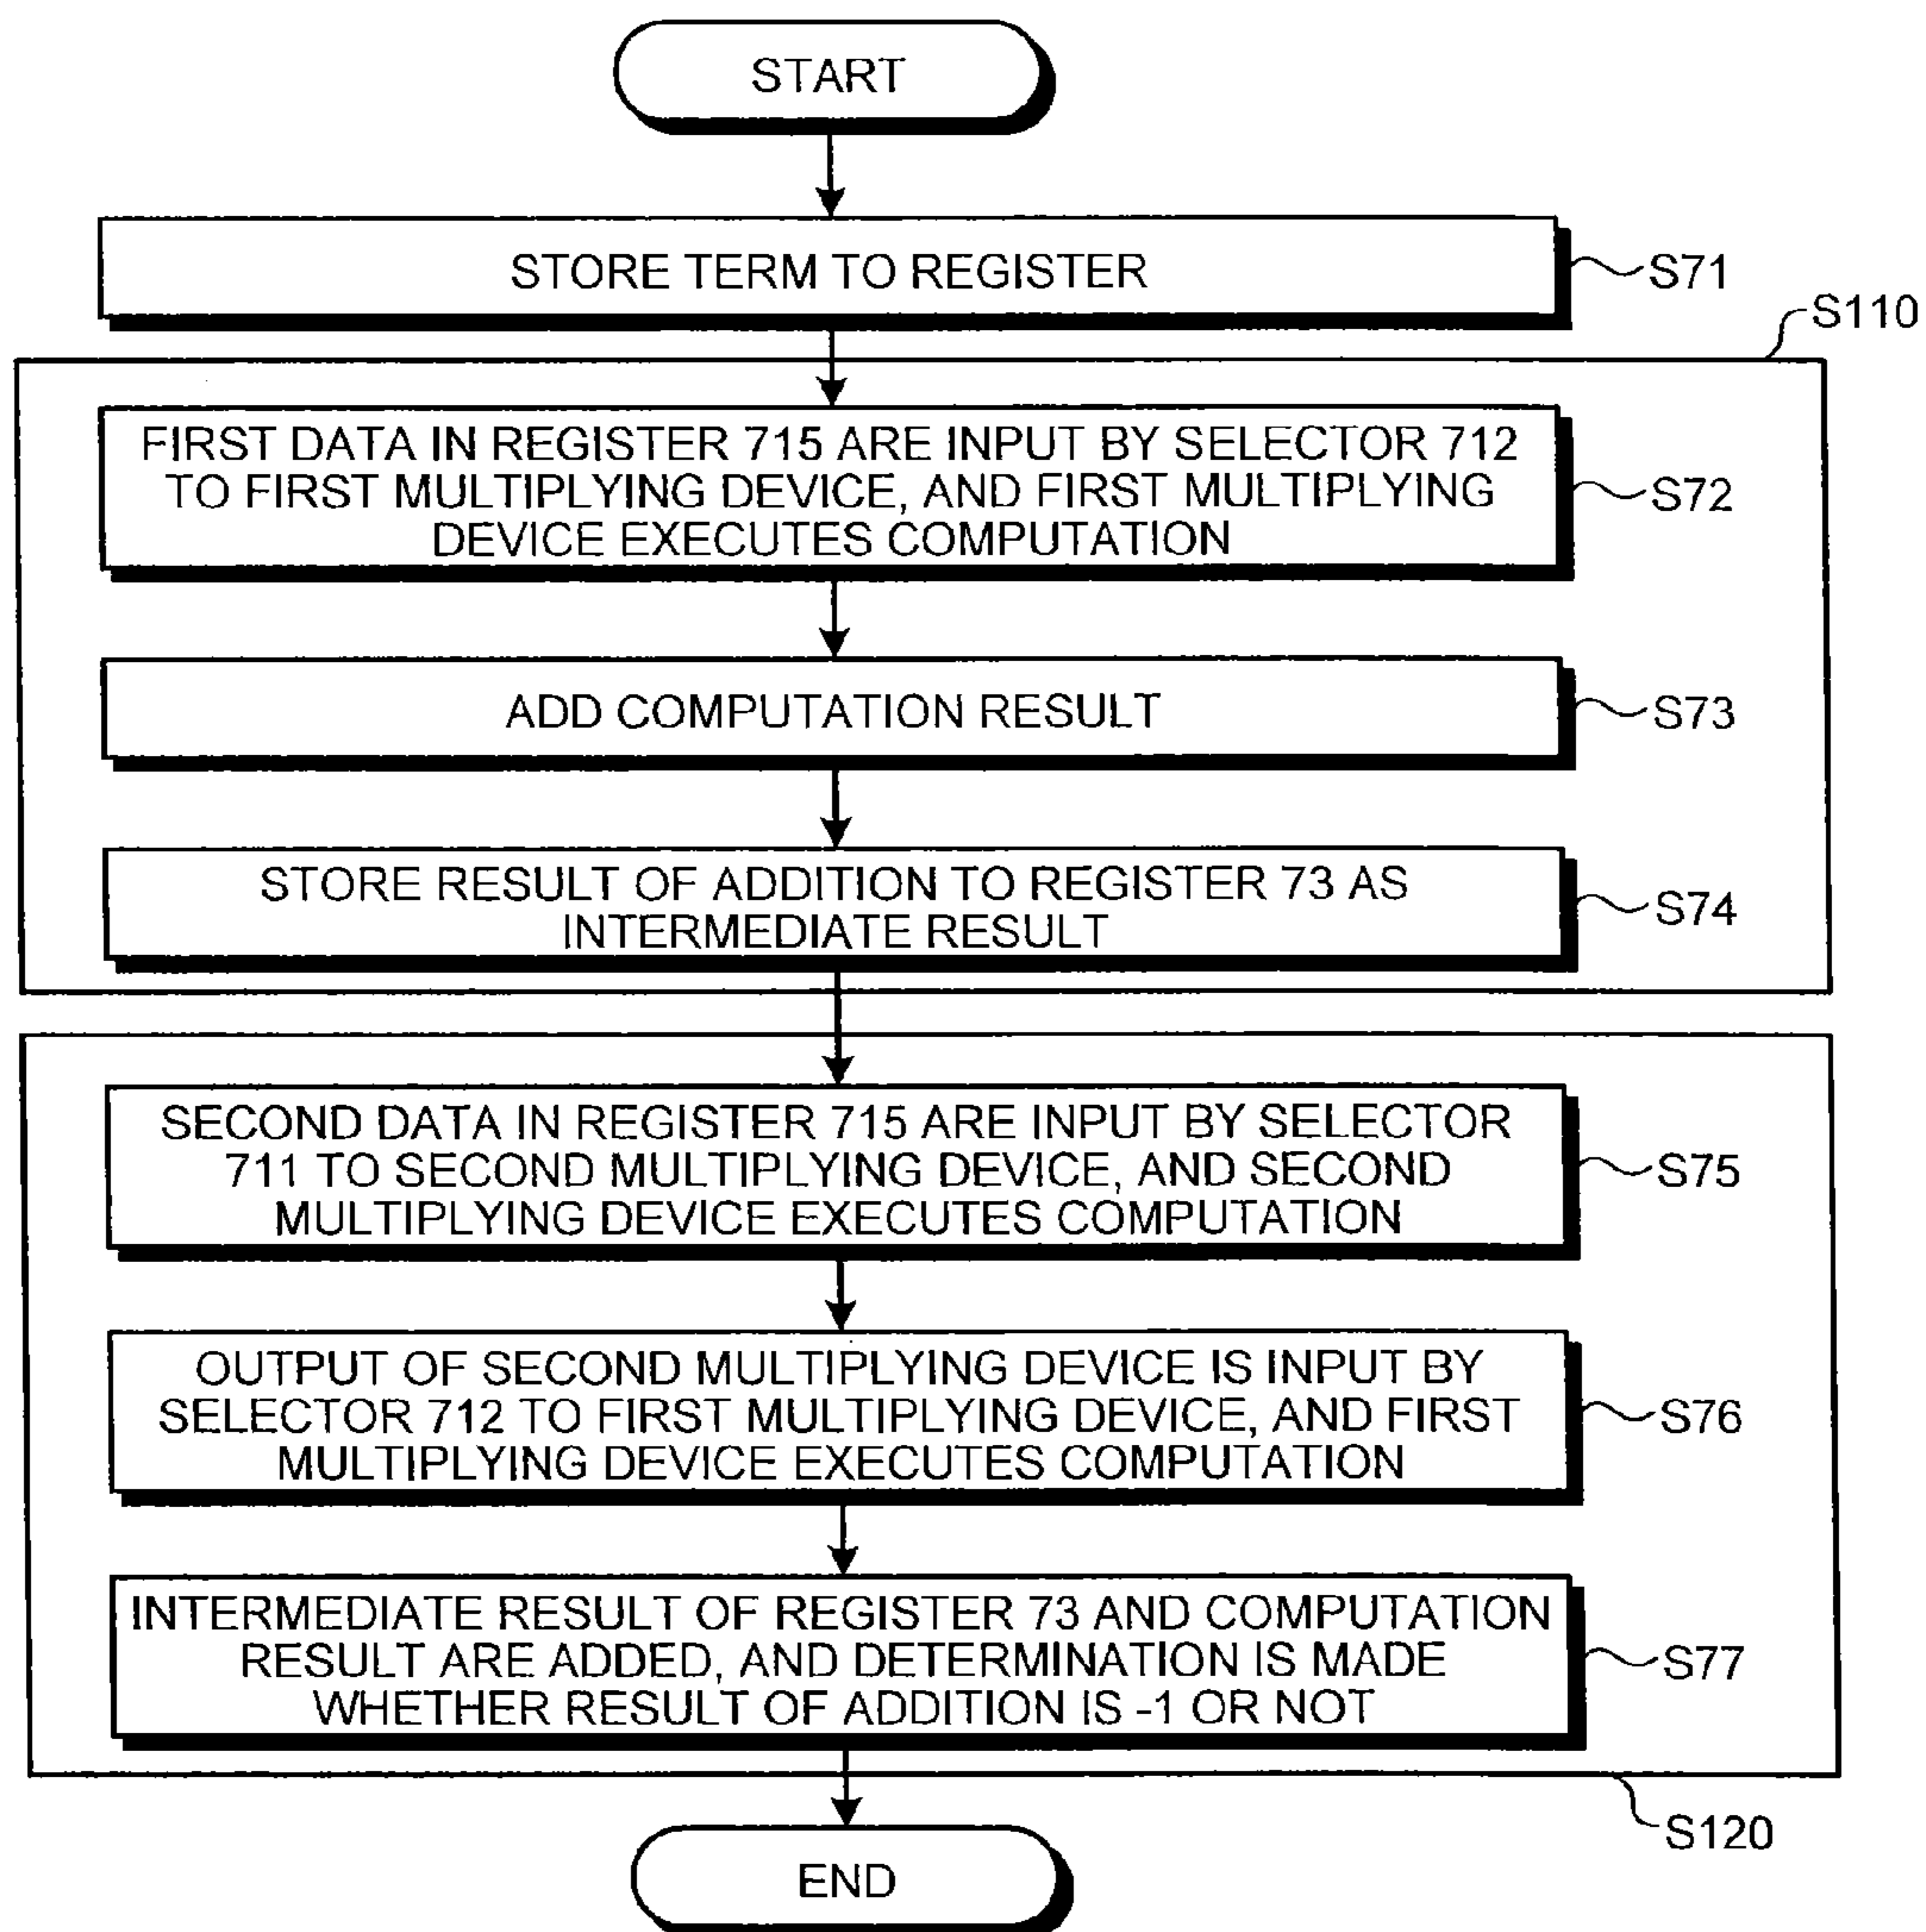 START
STORE TERM TO REGISTER
S71
S110
FIRST DATA IN REGISTER 715 ARE INPUT BY SELECTOR 712
TO FIRST MULTIPLYING DEVICE, AND FIRST MULTIPLYING
DEVICE EXECUTES COMPUTATION
S72
ADD COMPUTATION RESULT
S73
STORE RESULT OF ADDITION TO REGISTER 73 AS
INTERMEDIATE RESULT
S74
SECOND DATA IN REGISTER 715 ARE INPUT BY SELECTOR
711 TO SECOND MULTIPLYING DEVICE, AND SECOND
MULTIPLYING DEVICE EXECUTES COMPUTATION
S75
OUTPUT OF SECOND MULTIPLYING DEVICE IS INPUT BY
SELECTOR 712 TO FIRST MULTIPLYING DEVICE, AND FIRST
MULTIPLYING DEVICE EXECUTES COMPUTATION
S76
INTERMEDIATE RESULT OF REGISTER 73 AND COMPUTATION
RESULT ARE ADDED, AND DETERMINATION IS MADE
WHETHER RESULT OF ADDITION IS -1 OR NOT
S77
S120
END